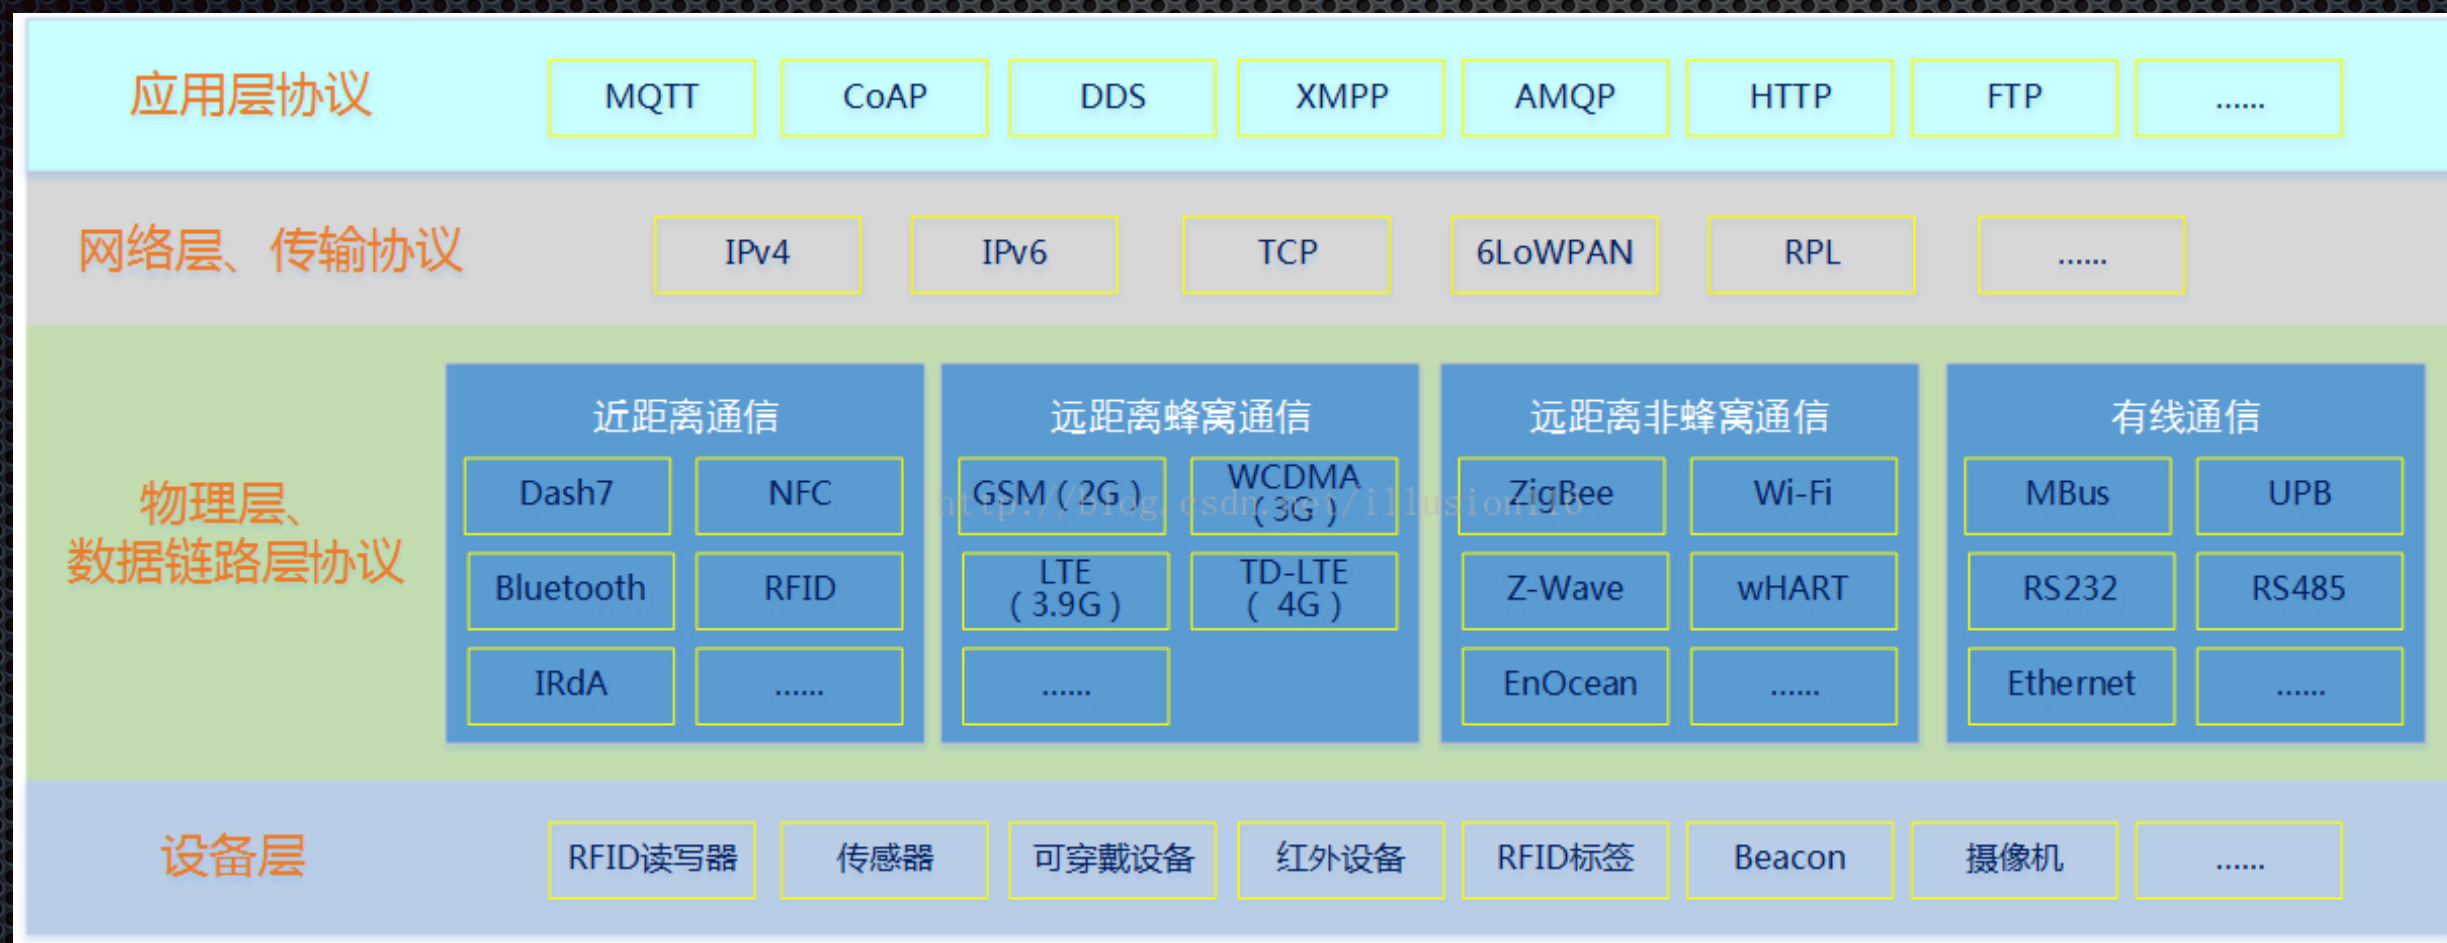 应用层协议
MQTT CoAP DDS XMPP AMQP HTTP FTP ......
网络层、传输协议
IPv4 IPv6 TCP 6LoWPAN RPL ......
物理层、
数据链路层协议
近距离通信
Dash7 NFC
Bluetooth RFID
IRdA ......
远距离蜂窝通信
GSM（2G） WCDMA
（3G）
LTE
（3.9G）
TD-LTE
（ 4G）
......
远距离非蜂窝通信
ZigBee Wi-Fi
Z-Wave wHART
EnOcean ......
有线通信
MBus UPB
RS232 RS485
Ethernet ......
设备层
RFID读写器 传感器 可穿戴设备 红外设备 RFID标签 Beacon 摄像机 ......